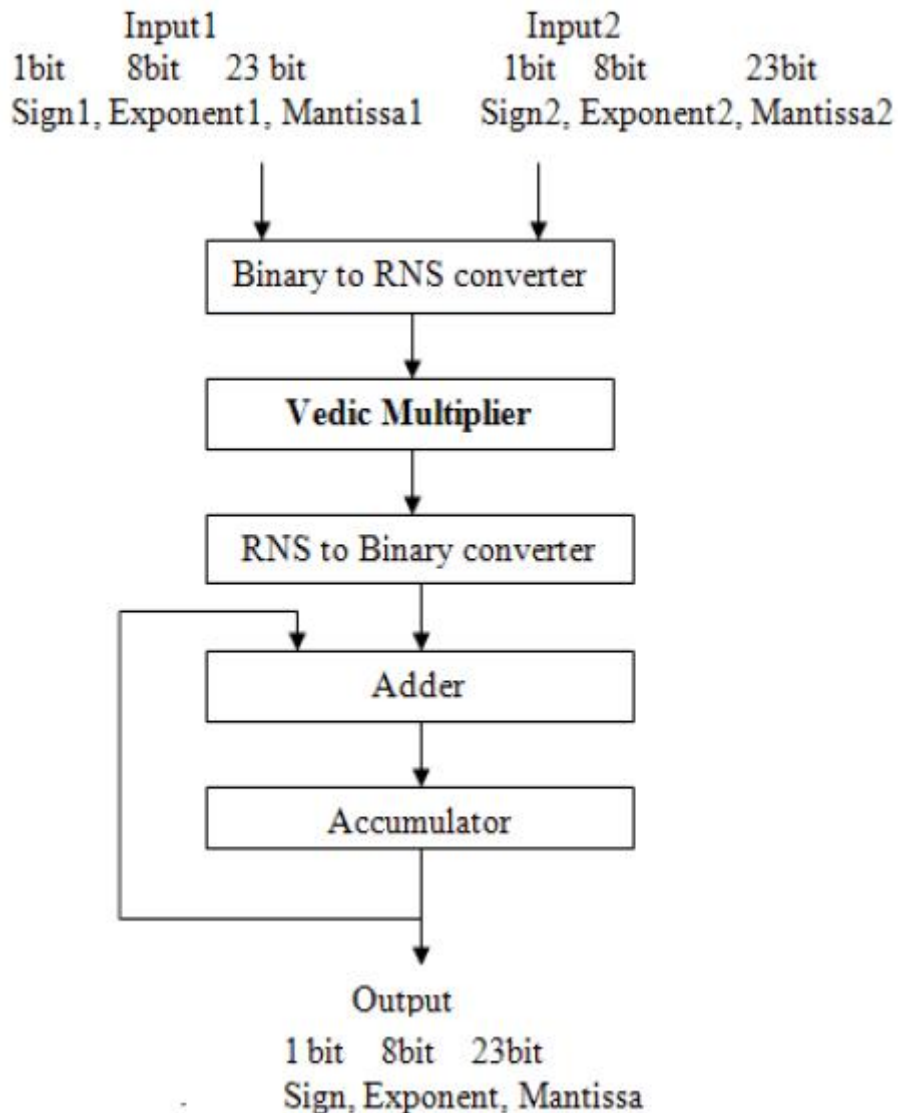 Input1 Input2
1bit 8bit 23 bit 1bit 8bit 23bit
Sign1, Exponent1, Mantissa1 Sign2, Exponent2, Mantissa2
Binary to RNS converter
Vedic Multiplier
RNS to Binary converter
Adder
Accumulator
Output
1 bit 8bit 23bit
Sign, Exponent, Mantissa